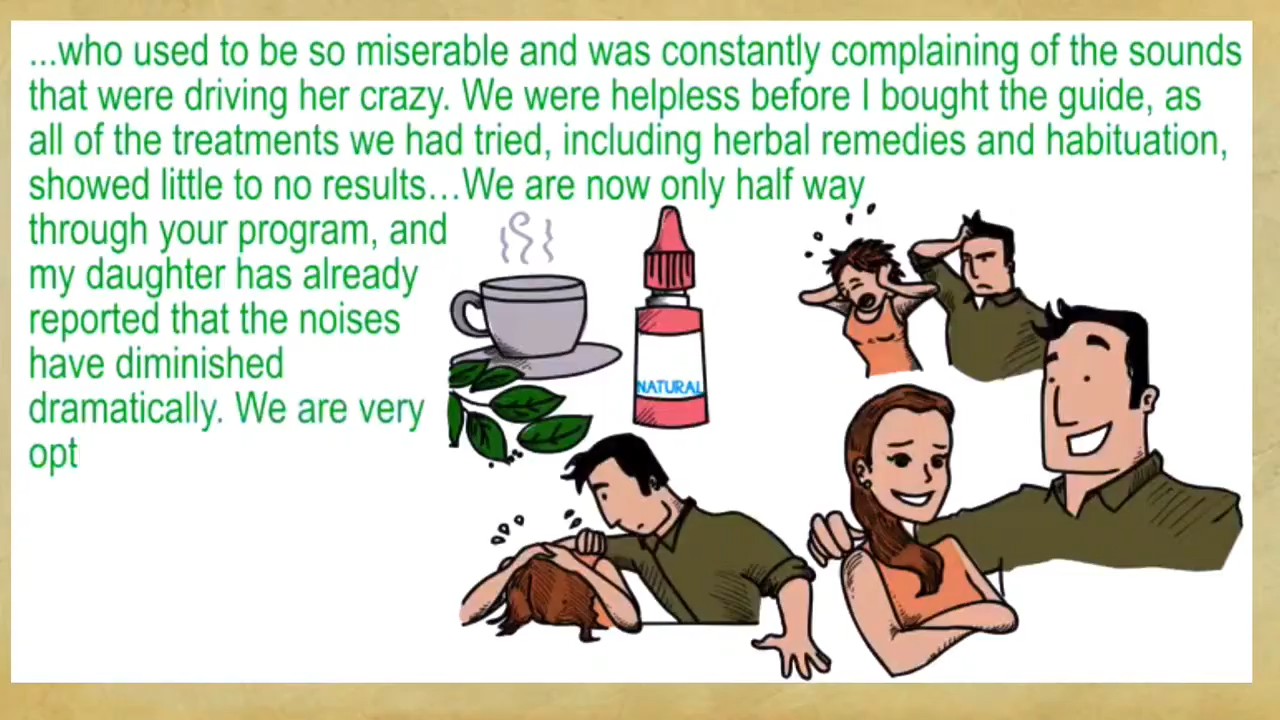 ...who used to be so miserable and was constantly complaining of the sounds
that were driving her crazy. We were helpless before I bought the guide, as
all of the treatments we had tried, including herbal remedies and habituation,
showed little to no results...We are now only half way
through your program, and
my daughter has already
reported that the noises
have diminished
dramatically. We are very
opt
NATURAL